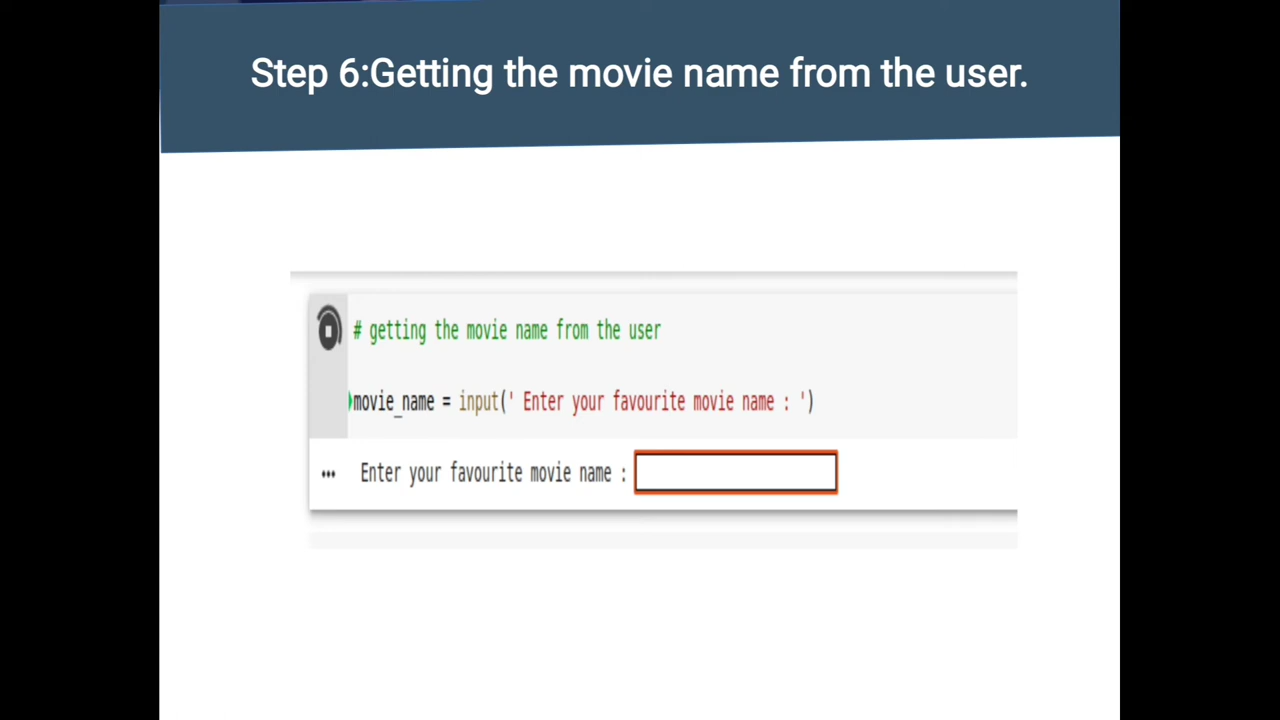 Step 6:Getting the movie name from the user.
# getting the movie name from the user
movie_name = input(' Enter your favourite movie name : ')
••• Enter your favourite movie name :